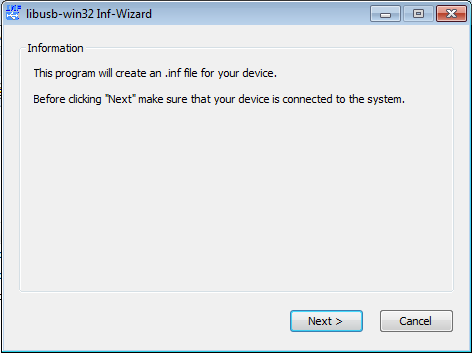 libusb-win32 Inf-Wizard
Information
This program will create an .inf file for your device.
Before clicking "Next" make sure that your device is connected to the system.
Next >
Cancel